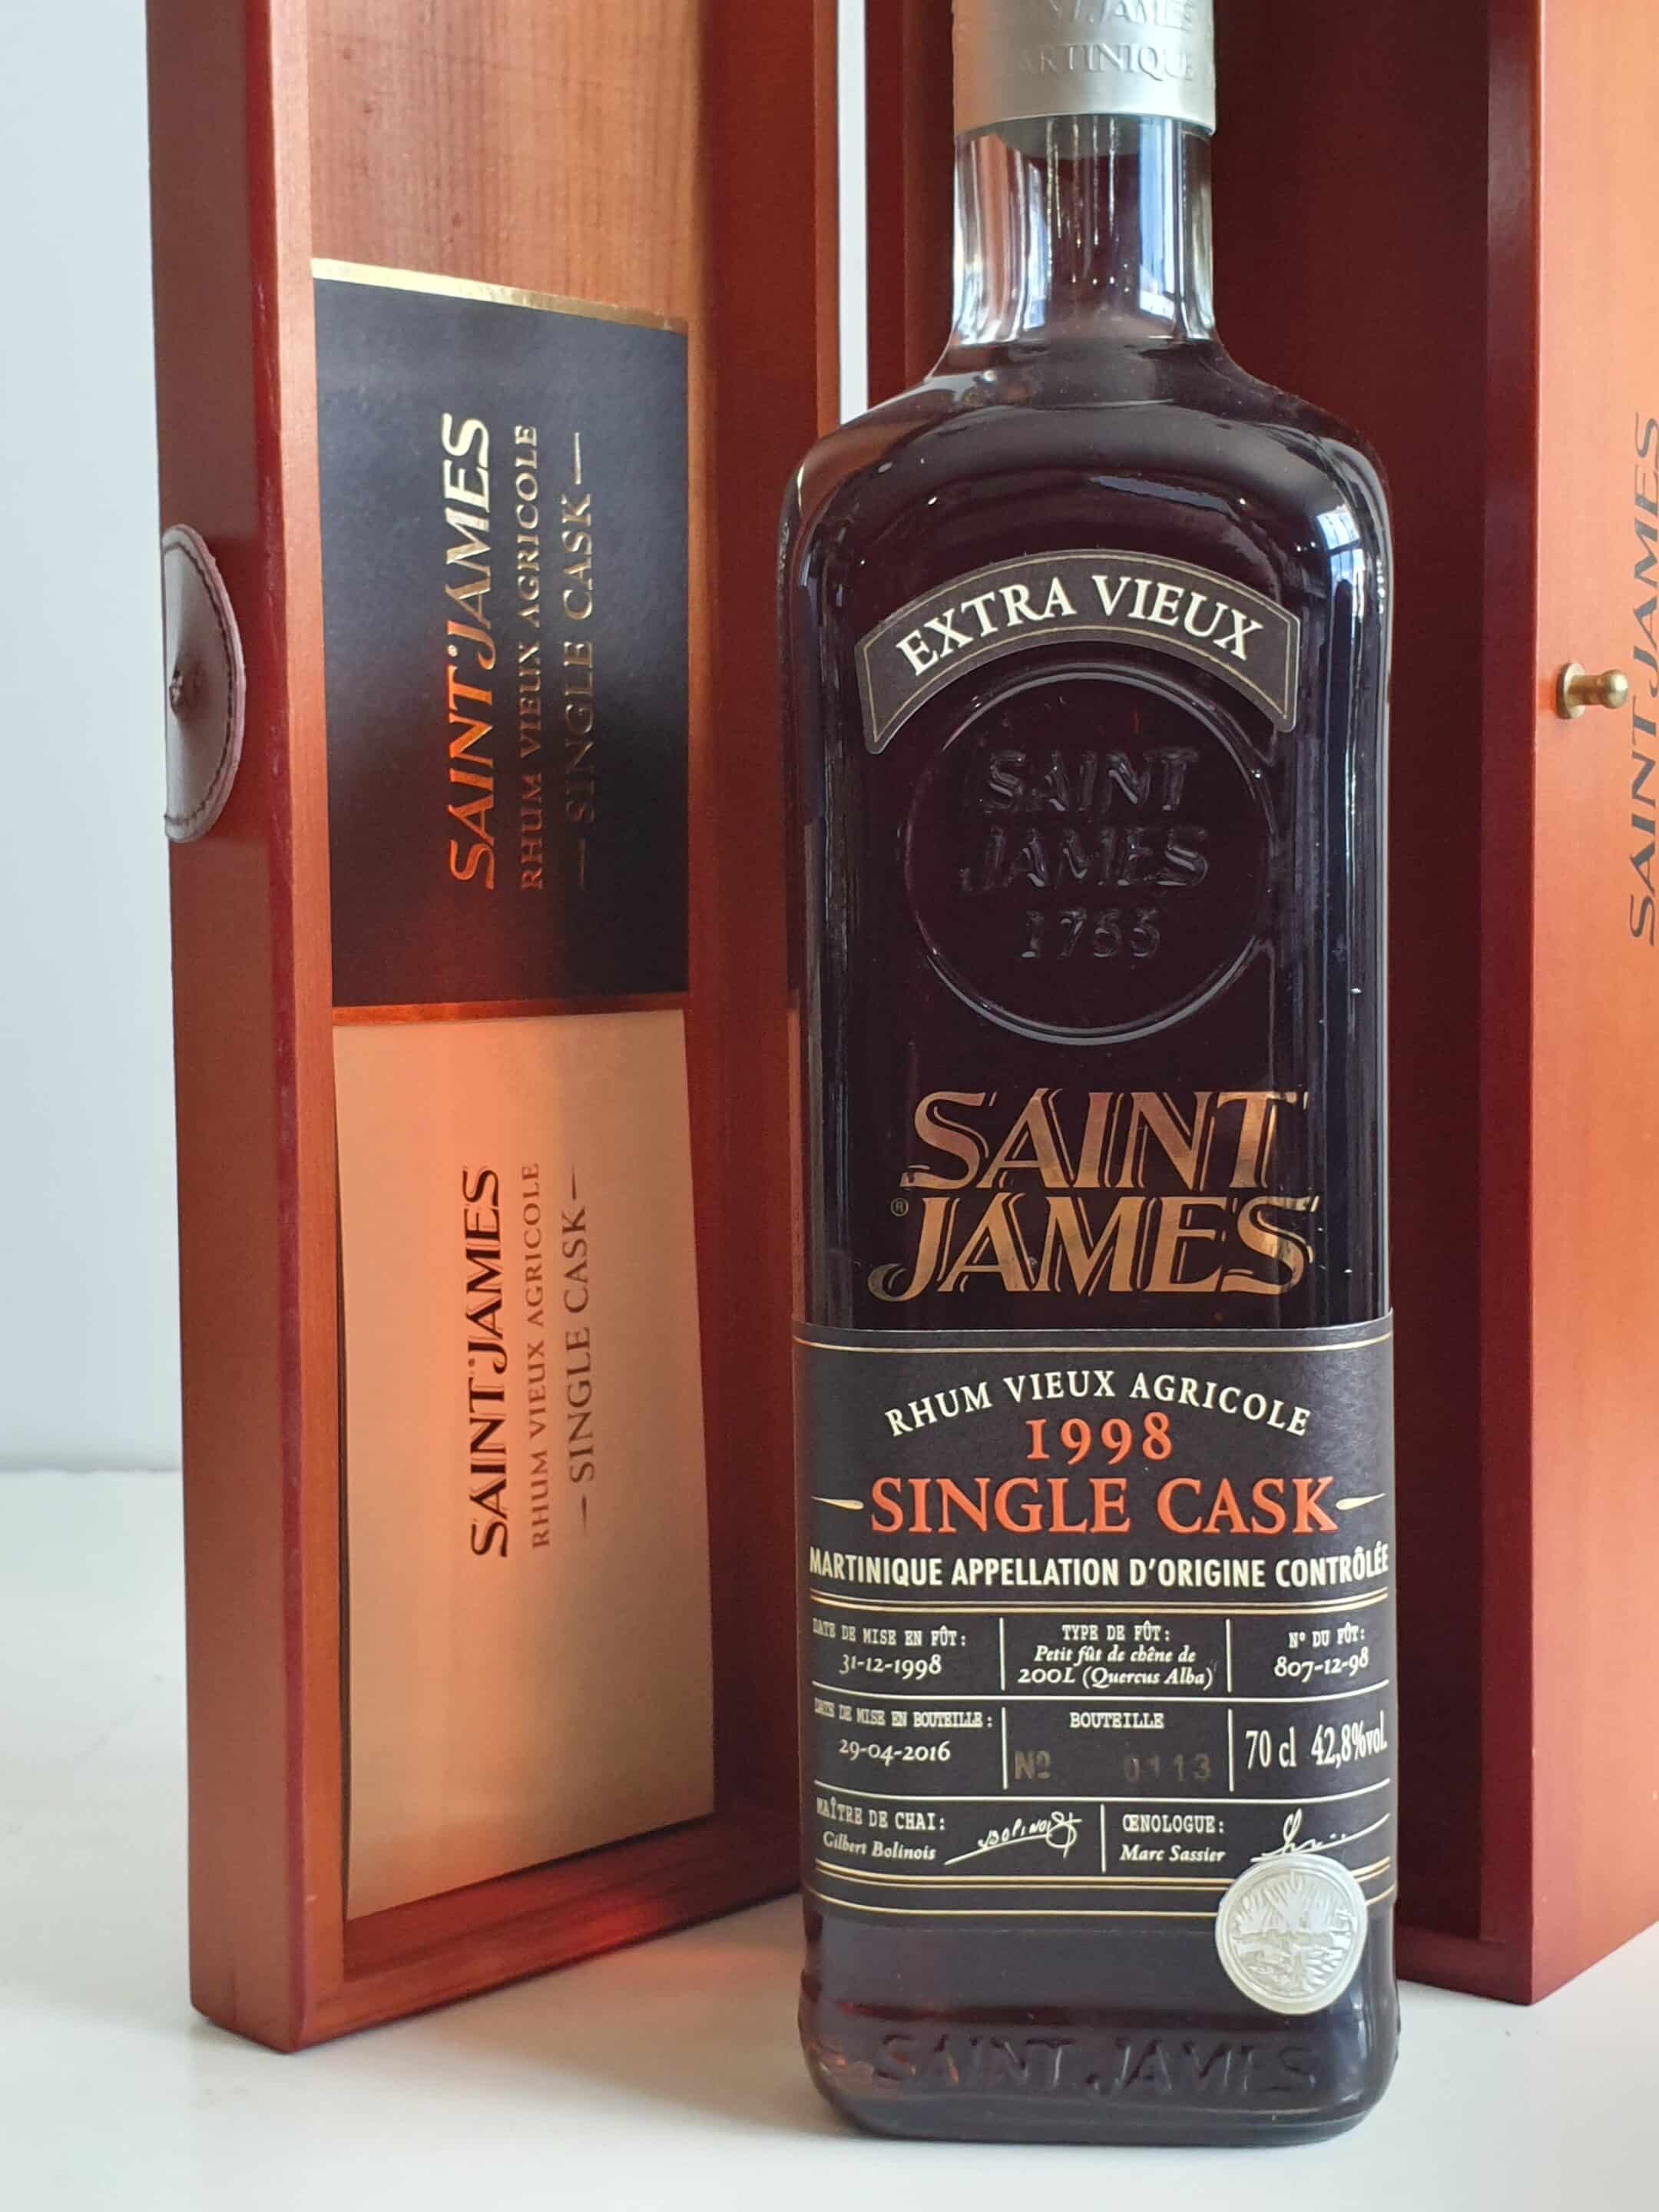 SAINT JAMES
RHUM VIEUX AGRICOLE
— SINGLE CASK —
SAINT JAMES
RHUM VIEUX AGRICOLE
— SINGLE CASK —
ST. JAMES
MARTINIQUE
EXTRA VIEUX
SAINT
JAMES
1765
SAINT
®JAMES
RHUM VIEUX AGRICOLE
1998
SINGLE CASK
MARTINIQUE APPELLATION D'ORIGINE CONTRÔLÉE
DATE DE MISE EN FÛT:
31-12-1998
TYPE DE FÛT:
Petit fût de chêne de
200L (Quercus Alba)
N° DU FÛT:
807-12-98
DATE DE MISE EN BOUTEILLE:
29-04-2016
BOUTEILLE
Nº 0113
70 cl 42,8%vol.
MAÎTRE DE CHAI:
Gilbert Bolinois
ŒNOLOGUE:
Marc Sassier
SAINT JAMES
SAINT JAMES